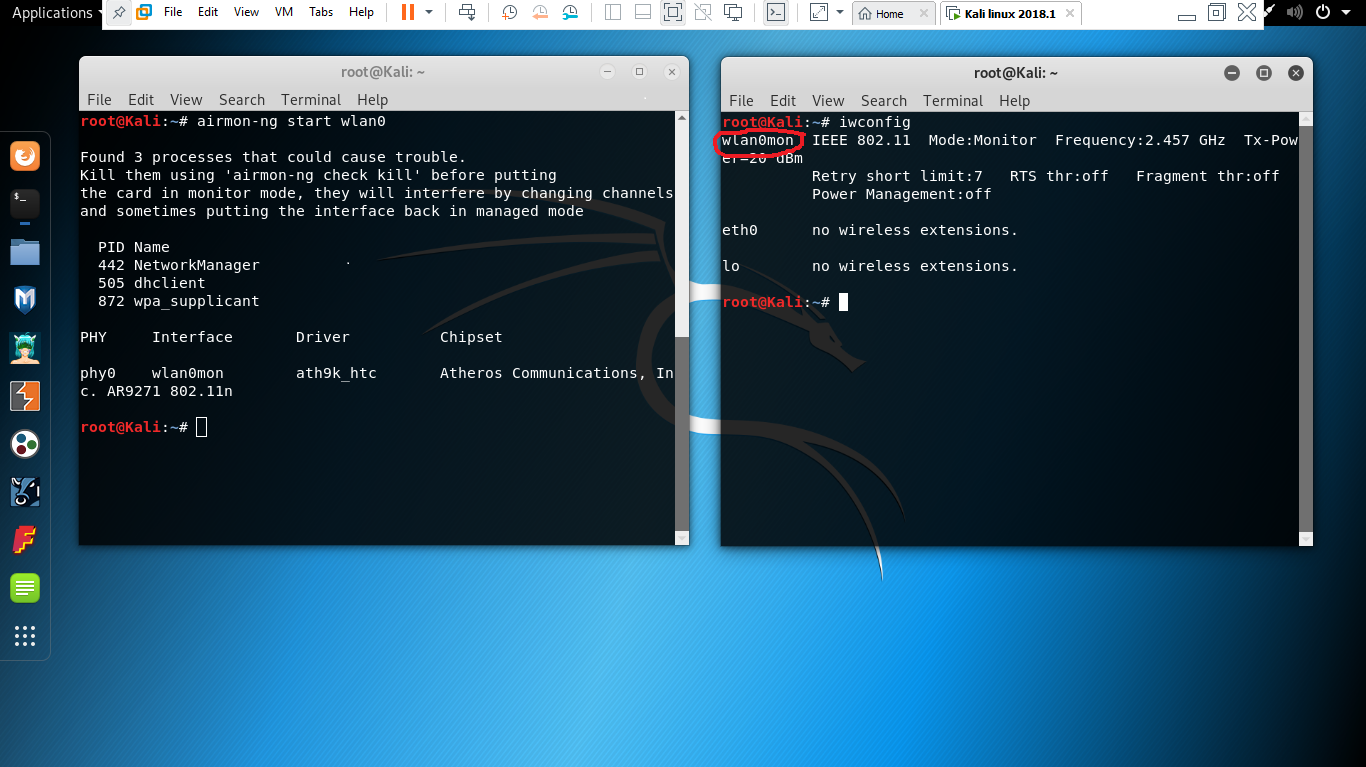 Applications
File Edit View VM Tabs Help
Home
Kali linux 2018.1
root@Kali: ~
File Edit View Search Terminal Help
root@Kali:~# airmon-ng start wlan0
Found 3 processes that could cause trouble.
Kill them using 'airmon-ng check kill' before putting
the card in monitor mode, they will interfere by changing channels
and sometimes putting the interface back in managed mode
PID Name
442 NetworkManager
505 dhclient
872 wpa_supplicant
PHY Interface Driver Chipset
phy0 wlan0mon ath9k_htc Atheros Communications, In
c. AR9271 802.11n
root@Kali:~#
root@Kali: ~
File Edit View Search Terminal Help
root@Kali:~# iwconfig
wlan0mon IEEE 802.11 Mode:Monitor Frequency:2.457 GHz Tx-Pow
er=20 dBm
Retry short limit:7 RTS thr:off Fragment thr:off
Power Management:off
eth0 no wireless extensions.
lo no wireless extensions.
root@Kali:~#